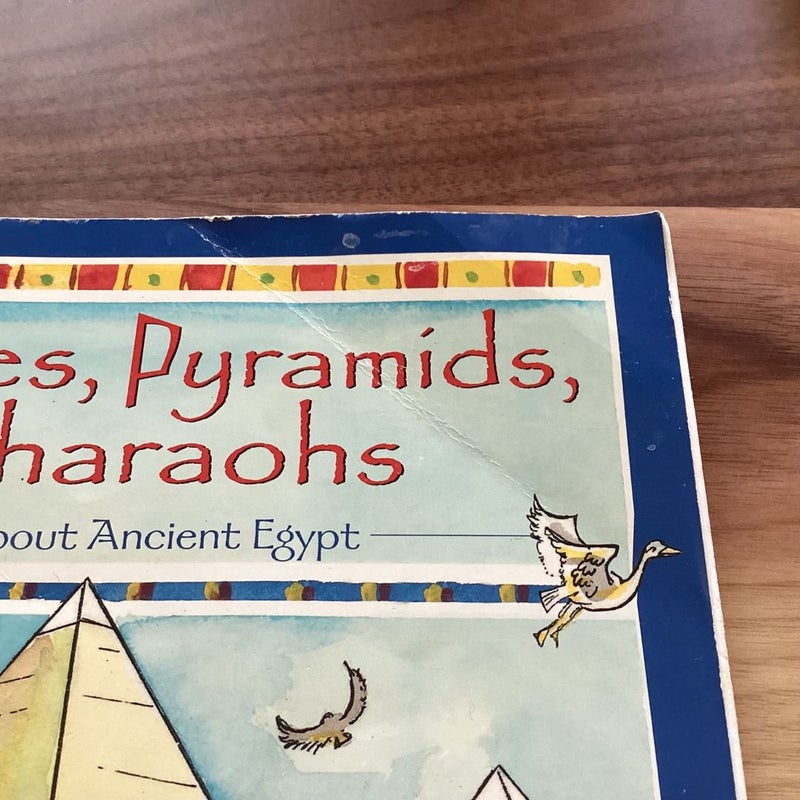 es, Pyramids,
haraohs
bout Ancient Egypt